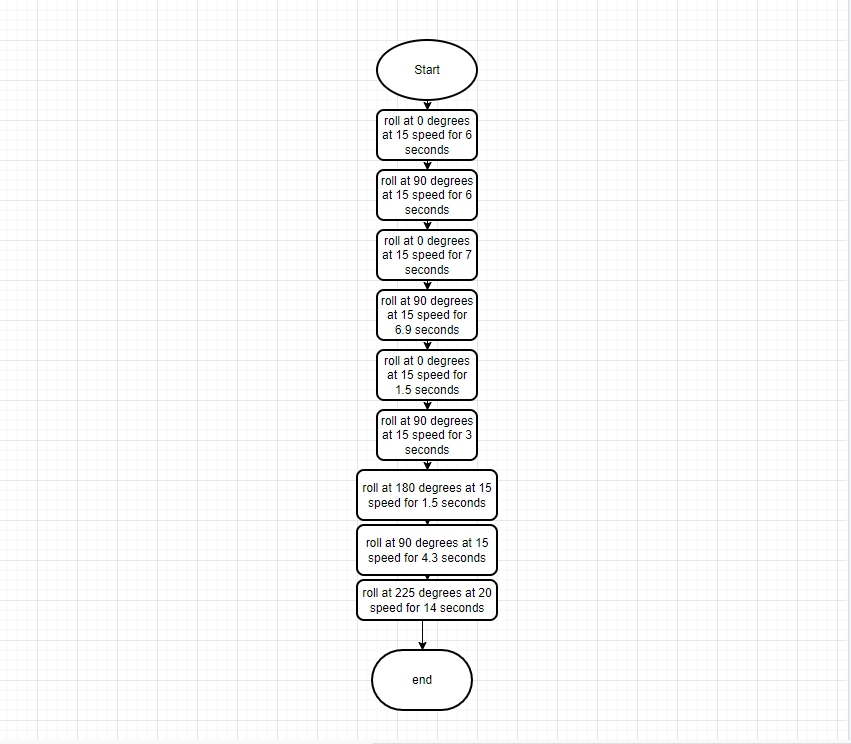 Start
roll at 0 degrees
at 15 speed for 6
seconds
roll at 90 degrees
at 15 speed for 6
seconds
roll at 0 degrees
at 15 speed for 7
seconds
roll at 90 degrees
at 15 speed for
6.9 seconds
roll at 0 degrees
at 15 speed for
1.5 seconds
roll at 90 degrees
at 15 speed for 3
seconds
roll at 180 degrees at 15
speed for 1.5 seconds
roll at 90 degrees at 15
speed for 4.3 seconds
roll at 225 degrees at 20
speed for 14 seconds
end